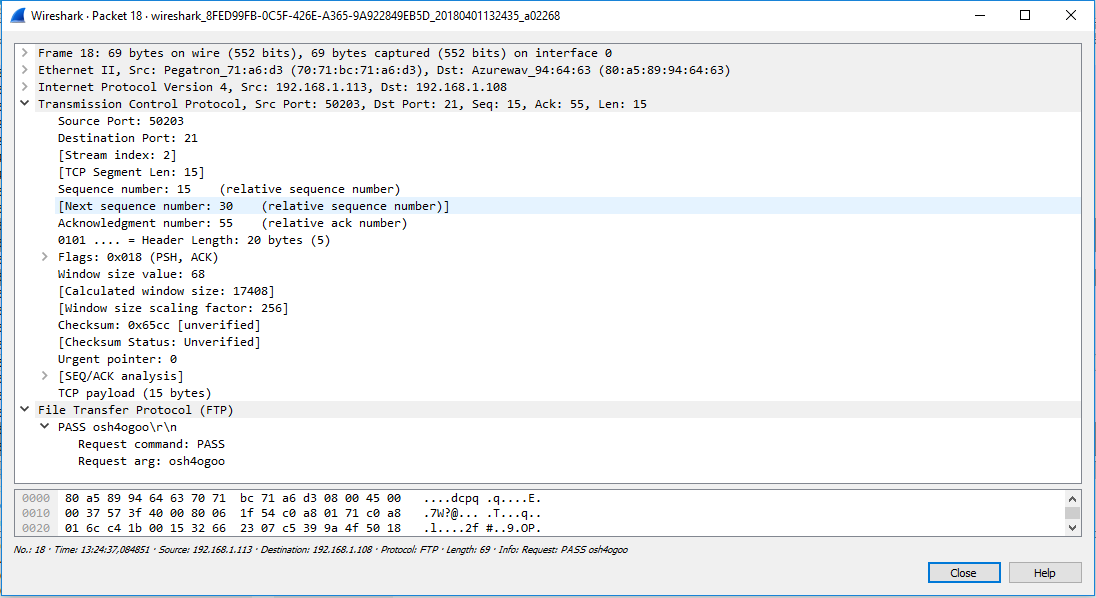 Wireshark · Packet 18 · wireshark_8FED99FB-0C5F-426E-A365-9A922849EB5D_20180401132435_a02268
Frame 18: 69 bytes on wire (552 bits), 69 bytes captured (552 bits) on interface 0
Ethernet II, Src: Pegatron_71:a6:d3 (70:71:bc:71:a6:d3), Dst: Azurewav_94:64:63 (80:a5:89:94:64:63)
Internet Protocol Version 4, Src: 192.168.1.113, Dst: 192.168.1.108
Transmission Control Protocol, Src Port: 50203, Dst Port: 21, Seq: 15, Ack: 55, Len: 15
Source Port: 50203
Destination Port: 21
[Stream index: 2]
[TCP Segment Len: 15]
Sequence number: 15    (relative sequence number)
[Next sequence number: 30    (relative sequence number)]
Acknowledgment number: 55    (relative ack number)
0101 .... = Header Length: 20 bytes (5)
Flags: 0x018 (PSH, ACK)
Window size value: 68
[Calculated window size: 17408]
[Window size scaling factor: 256]
Checksum: 0x65cc [unverified]
[Checksum Status: Unverified]
Urgent pointer: 0
[SEQ/ACK analysis]
TCP payload (15 bytes)
File Transfer Protocol (FTP)
PASS osh4ogoo\r\n
Request command: PASS
Request arg: osh4ogoo
0000  80 a5 89 94 64 63 70 71  bc 71 a6 d3 08 00 45 00   ....dcpq .q....E.
0010  00 37 57 3f 40 00 80 06  1f 54 c0 a8 01 71 c0 a8   .7W?@... .T...q..
0020  01 6c c4 1b 00 15 32 66  23 07 c5 39 9a 4f 50 18   .l....2f #..9.OP.
No.: 18 · Time: 13:24:37,084851 · Source: 192.168.1.113 · Destination: 192.168.1.108 · Protocol: FTP · Length: 69 · Info: Request: PASS osh4ogoo
Close Help